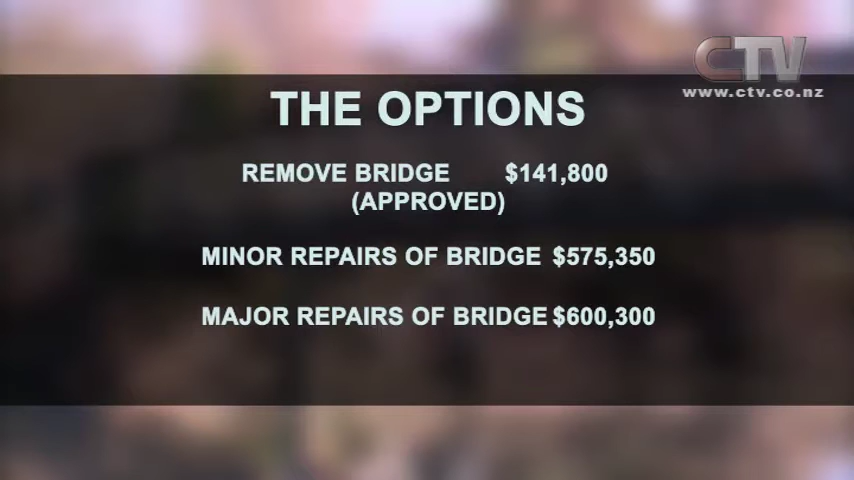 CTV
www.ctv.co.nz
THE OPTIONS
REMOVE BRIDGE $141,800
(APPROVED)
MINOR REPAIRS OF BRIDGE $575,350
MAJOR REPAIRS OF BRIDGE $600,300